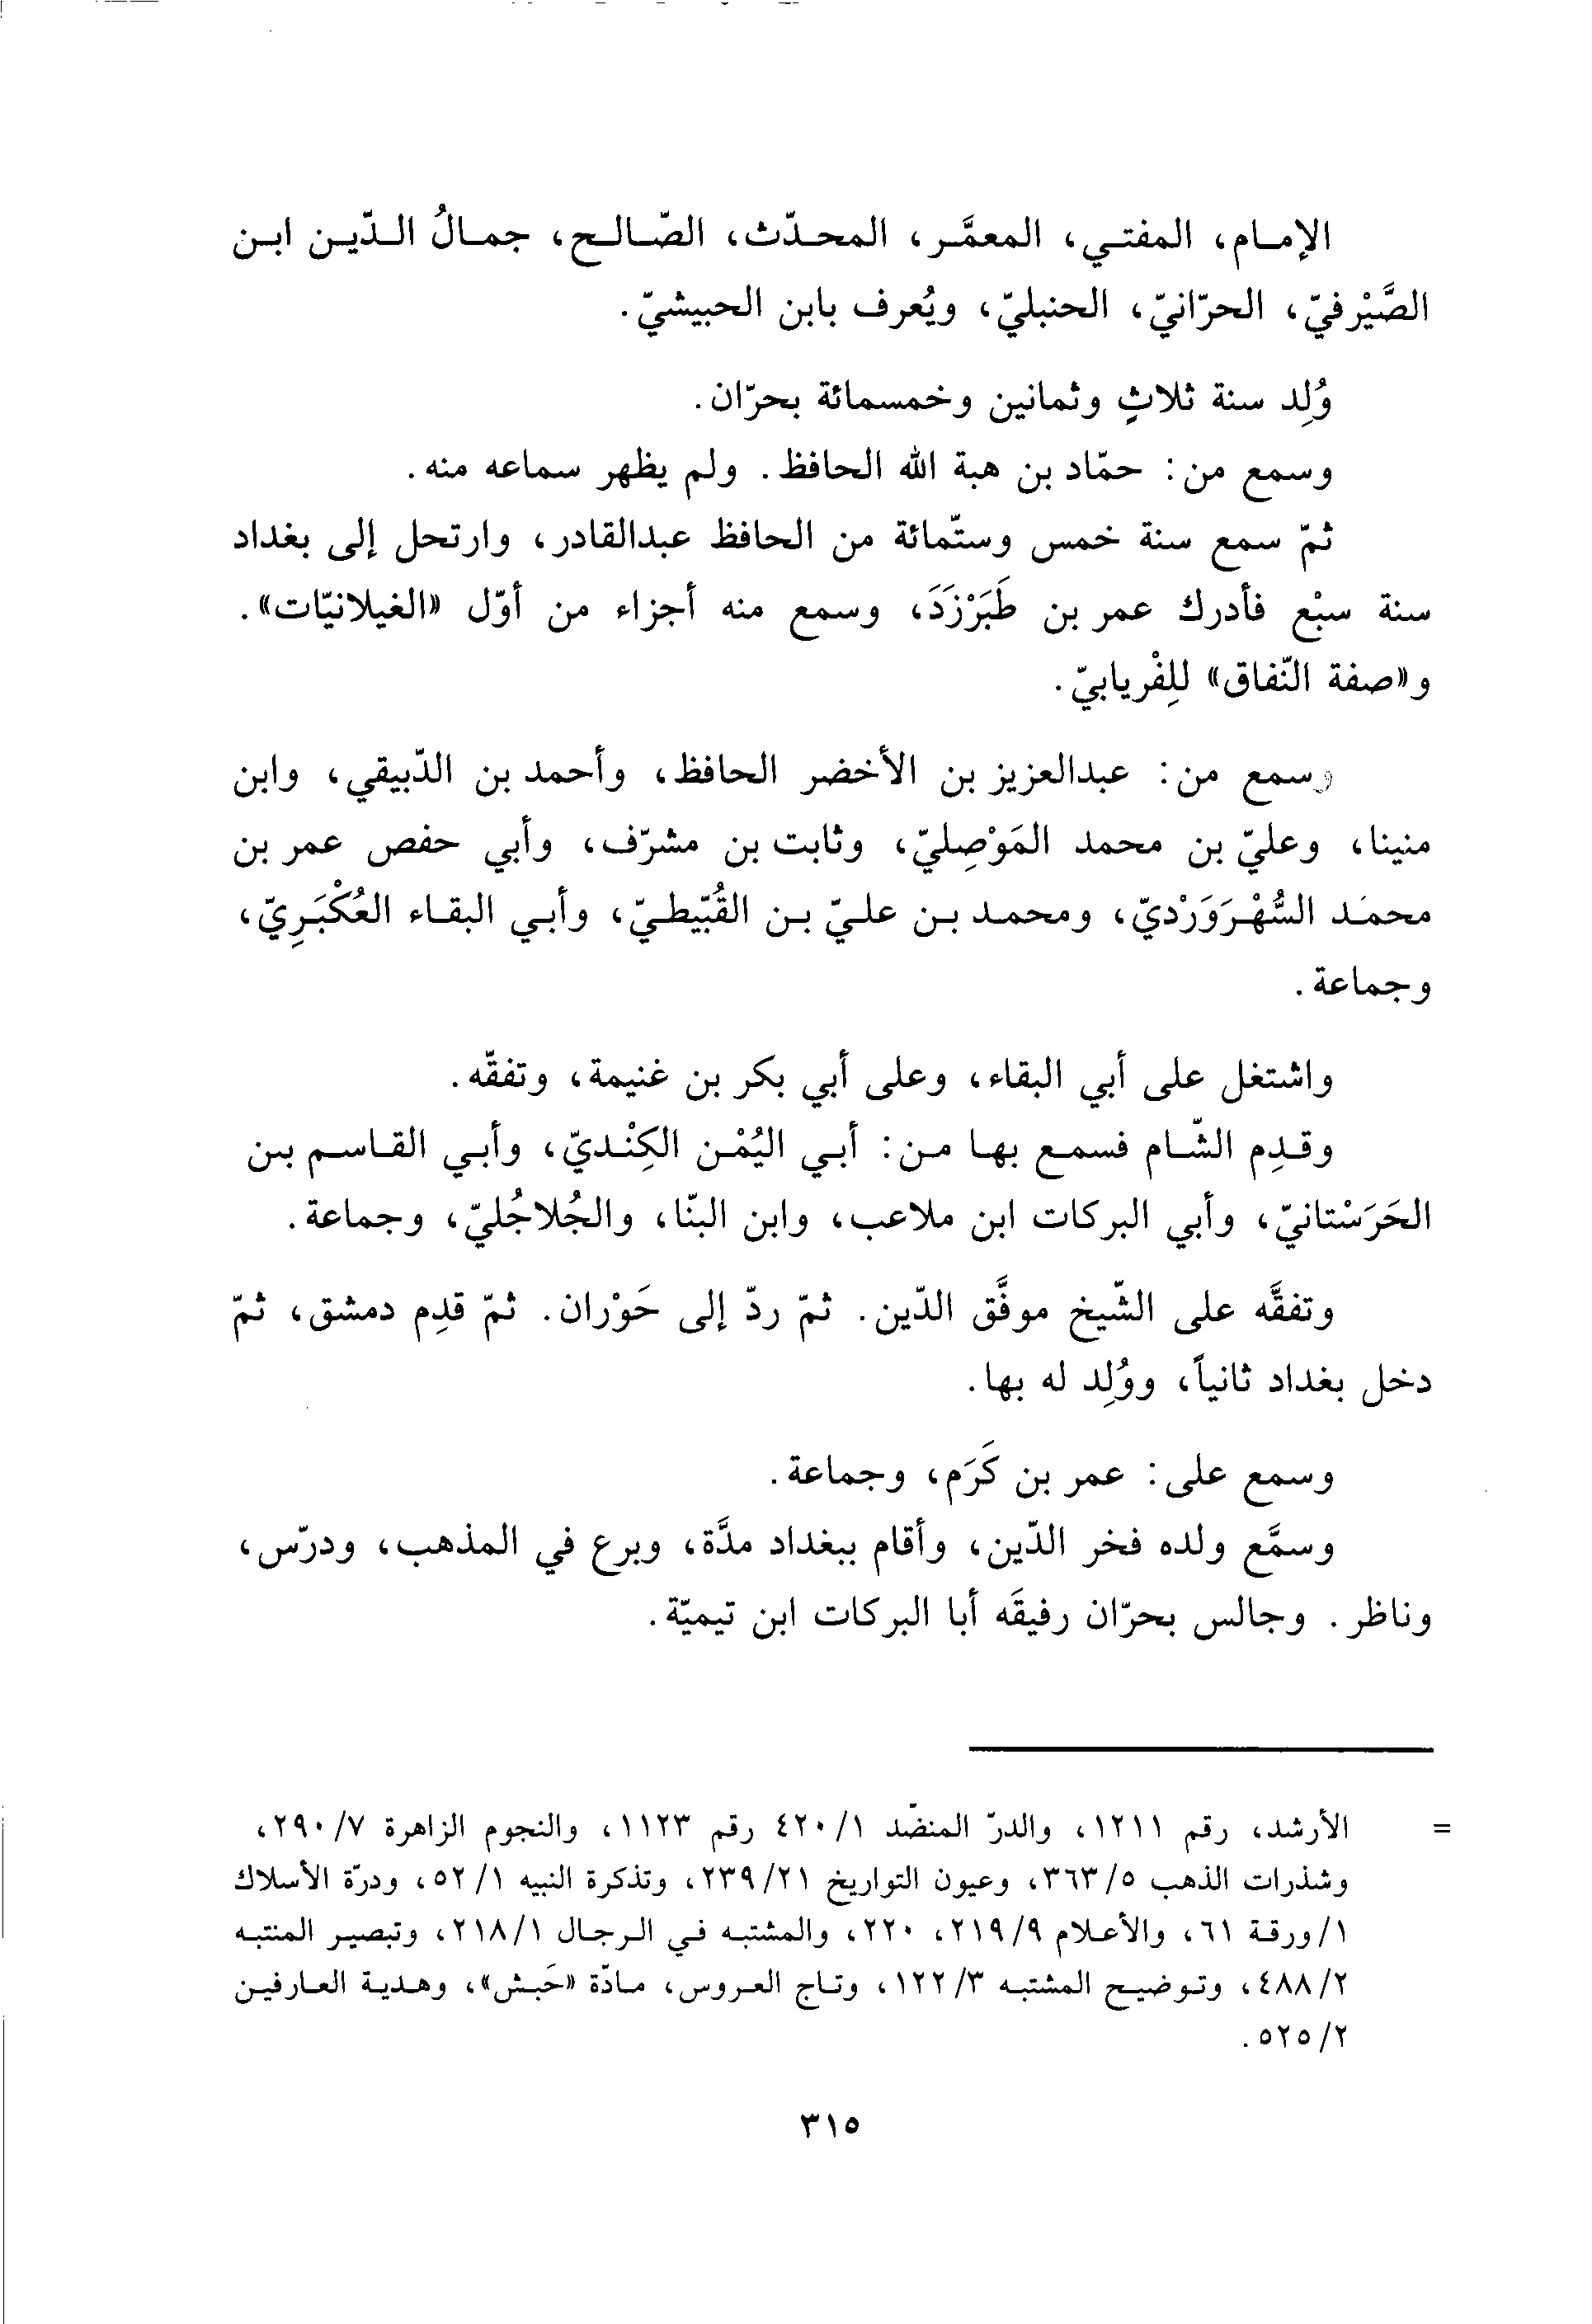 الإمام، المفتي، المعمَّر، المحدّث، الصّالح، جمالُ الدّين ابن
الصَّيْرفيّ، الحرّانيّ، الحنبليّ، ويُعرف بابن الحبيشيّ.
وُلِد سنة ثلاثٍ وثمانين وخمسمائة بحرّان.
وسمع من: حمّاد بن هبة الله الحافظ. ولم يظهر سماعه منه.
ثمّ سمع سنة خمس وستّمائة من الحافظ عبدالقادر، وارتحل إلى بغداد
سنة سبْع فأدرك عمر بن طَبَرْزَدَ، وسمع منه أجزاء من أوّل «الغيلانيّات».
و«صفة النّفاق» للِفْريابيّ.
وسمع من: عبدالعزيز بن الأخضر الحافظ، وأحمد بن الدّبيقي، وابن
منينا، وعليّ بن محمد المَوْصِليّ، وثابت بن مشرّف، وأبي حفص عمر بن
محمد السُّهْرَوَرْديّ، ومحمد بن عليّ بن القُبّيطيّ، وأبي البقاء العُكْبَرِيّ،
وجماعة.
واشتغل على أبي البقاء، وعلى أبي بكر بن غنيمة، وتفقّه.
وقدِم الشّام فسمع بها من: أبي اليُمْن الكِنْديّ، وأبي القاسم بن
الحَرَسْتانيّ، وأبي البركات ابن ملاعب، وابن البنّا، والجُلاجُليّ، وجماعة.
وتفقَّه على الشّيخ موفَّق الدّين. ثمّ ردّ إلى حَوْران. ثمّ قدِم دمشق، ثمّ
دخل بغداد ثانياً، ووُلِد له بها.
وسمع على: عمر بن كَرَم، وجماعة.
وسمَّع ولده فخر الدّين، وأقام ببغداد مدَّة، وبرع في المذهب، ودرّس،
وناظر. وجالس بحرّان رفيقَه أبا البركات ابن تيميّة.
= الأرشد، رقم ١٢١١، والدرّ المنضّد ٤٢٠/١ رقم ١١٢٣، والنجوم الزاهرة ٢٩٠/٧،
وشذرات الذهب ٣٦٣/٥، وعيون التواريخ ٢٣٩/٢١، وتذكرة النبيه ٥٢/١، ودرّة الأسلاك
١/ورقة ٦١، والأعلام ٢١٩/٩، ٢٢٠، والمشتبه في الرجال ٢١٨/١، وتبصير المنتبه
٤٨٨/٢، وتوضيح المشتبه ١٢٢/٣، وتاج العروس، مادّة «حَبش»، وهدية العارفين
٥٢٥/٢.
٣١٥